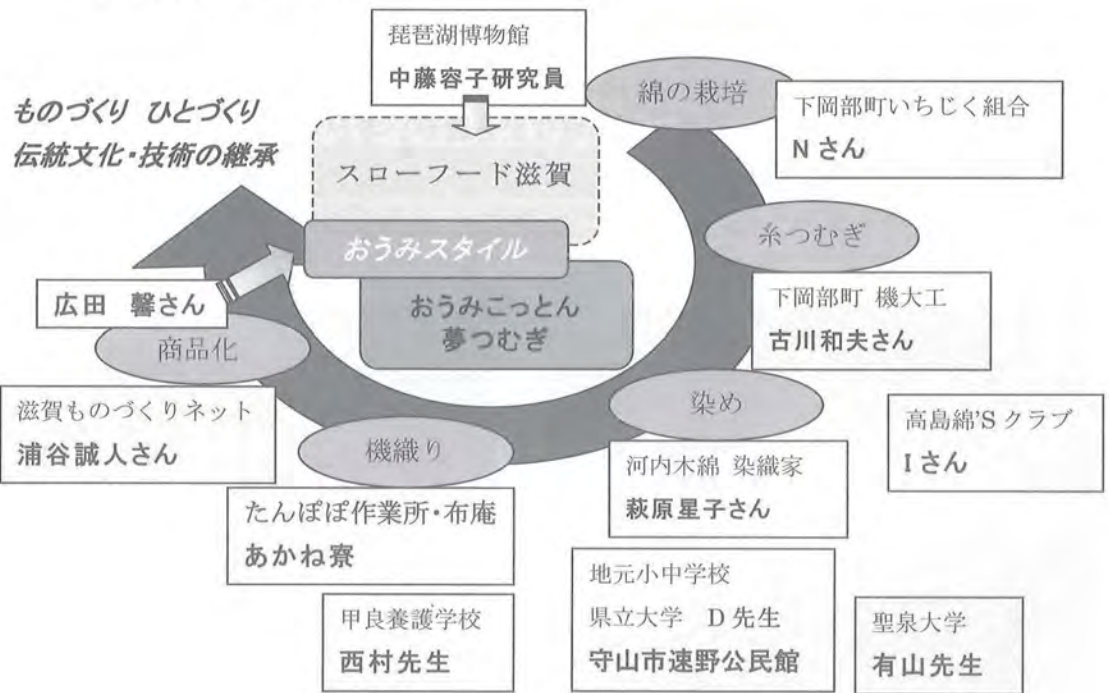 琵琶湖博物館
中藤容子研究員
綿の栽培
下岡部町いちじく組合
Nさん
ものづくり ひとづくり
伝統文化・技術の継承
スローフード滋賀
おうみスタイル
おうみこっとん
夢つむぎ
糸つむぎ
下岡部町 機大工
古川和夫さん
広田 馨さん
商品化
滋賀ものづくりネット
浦谷誠人さん
機織り
たんぽぽ作業所・布庵
あかね寮
甲良養護学校
西村先生
染め
河内木綿 染織家
萩原星子さん
高島綿'Sクラブ
Iさん
地元小中学校
県立大学 D先生
守山市速野公民館
聖泉大学
有山先生